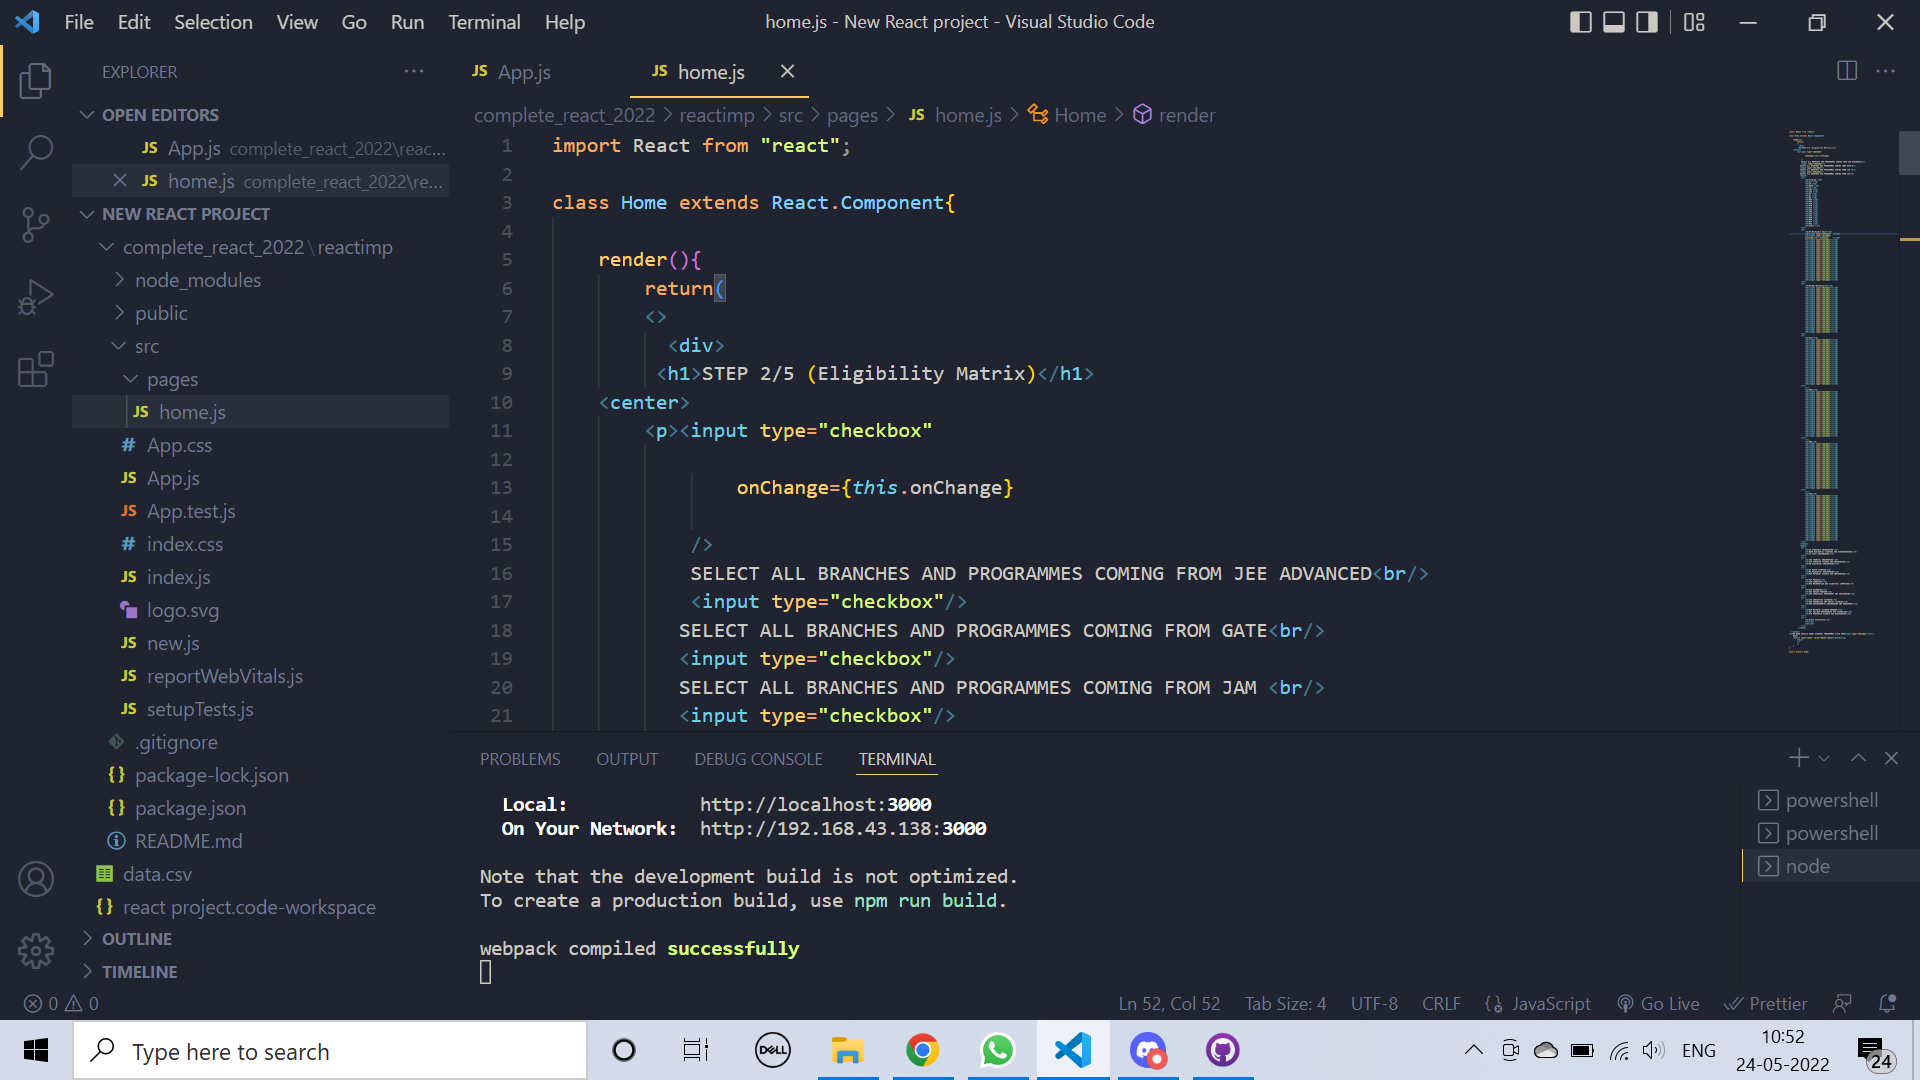 File Edit Selection View Go Run Terminal Help
home.js - New React project - Visual Studio Code
EXPLORER
OPEN EDITORS
JS App.js complete_react_2022\reac...
JS home.js complete_react_2022\re...
NEW REACT PROJECT
complete_react_2022\reactimp
node_modules
public
src
pages
JS home.js
# App.css
JS App.js
JS App.test.js
# index.css
JS index.js
logo.svg
JS new.js
JS reportWebVitals.js
JS setupTests.js
.gitignore
{} package-lock.json
{} package.json
README.md
data.csv
{} react project.code-workspace
OUTLINE
TIMELINE
JS App.js
JS home.js
complete_react_2022 > reactimp > src > pages > JS home.js > Home > render
1 import React from "react";
2
3 class Home extends React.Component{
4
5 render(){
6 return(
7 <>
8 <div>
9 <h1>STEP 2/5 (Eligibility Matrix)</h1>
10 <center>
11 <p><input type="checkbox"
12
13 onChange={this.onChange}
14
15 />
16 SELECT ALL BRANCHES AND PROGRAMMES COMING FROM JEE ADVANCED<br/>
17 <input type="checkbox"/>
18 SELECT ALL BRANCHES AND PROGRAMMES COMING FROM GATE<br/>
19 <input type="checkbox"/>
20 SELECT ALL BRANCHES AND PROGRAMMES COMING FROM JAM <br/>
21 <input type="checkbox"/>
PROBLEMS OUTPUT DEBUG CONSOLE TERMINAL
Local: http://localhost:3000
On Your Network: http://192.168.43.138:3000
Note that the development build is not optimized.
To create a production build, use npm run build.
webpack compiled successfully
powershell
powershell
node
0 0
Ln 52, Col 52 Tab Size: 4 UTF-8 CRLF JavaScript Go Live Prettier
Type here to search
DELL
ENG
10:52
24-05-2022
24